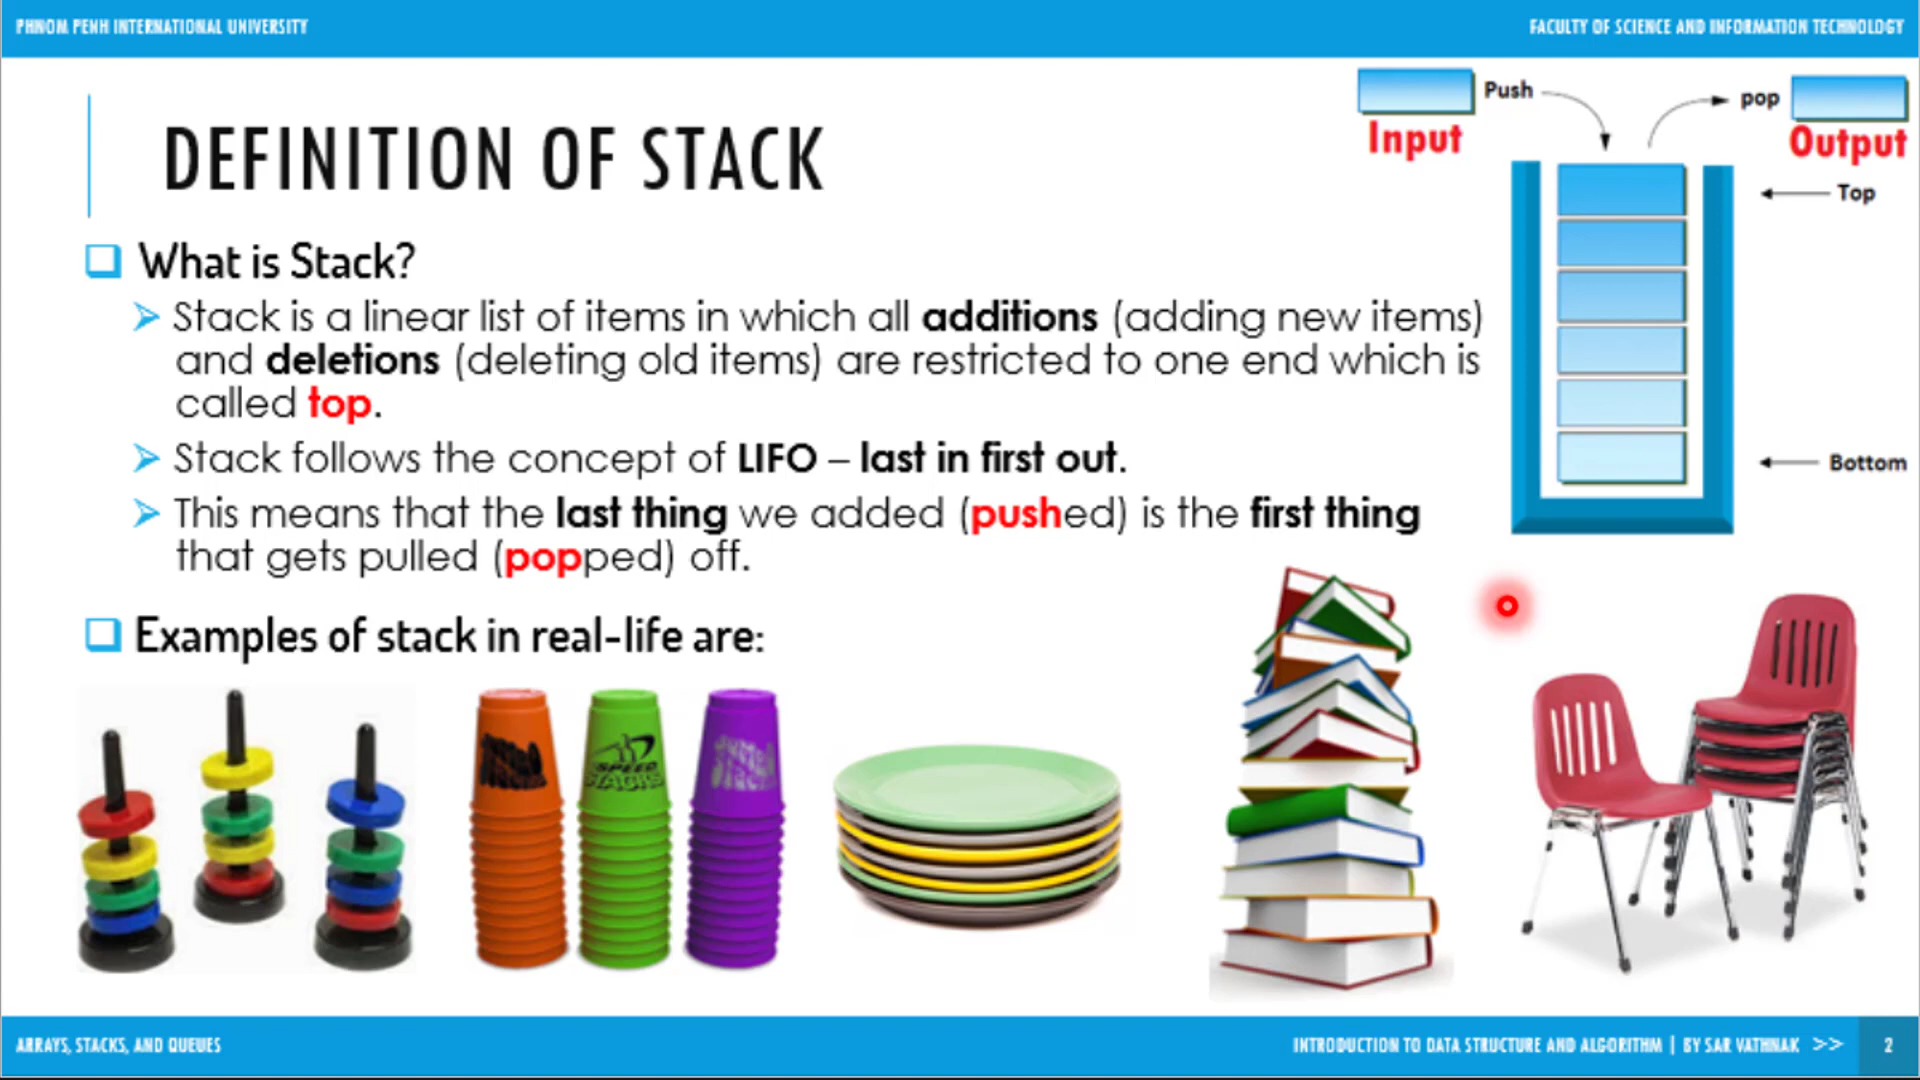 PHNOM PENH INTERNATIONAL UNIVERSITY
FACULTY OF SCIENCE AND INFORMATION TECHNOLOGY
DEFINITION OF STACK
Push
pop
Input
Output
Top
Bottom
What is Stack?
Stack is a linear list of items in which all additions (adding new items)
and deletions (deleting old items) are restricted to one end which is
called top.
Stack follows the concept of LIFO – last in first out.
This means that the last thing we added (pushed) is the first thing
that gets pulled (popped) off.
Examples of stack in real-life are:
SPEED
STACKS
ARRAYS, STACKS, AND QUEUES
INTRODUCTION TO DATA STRUCTURE AND ALGORITHM | BY SAR VATHNAK >>
2